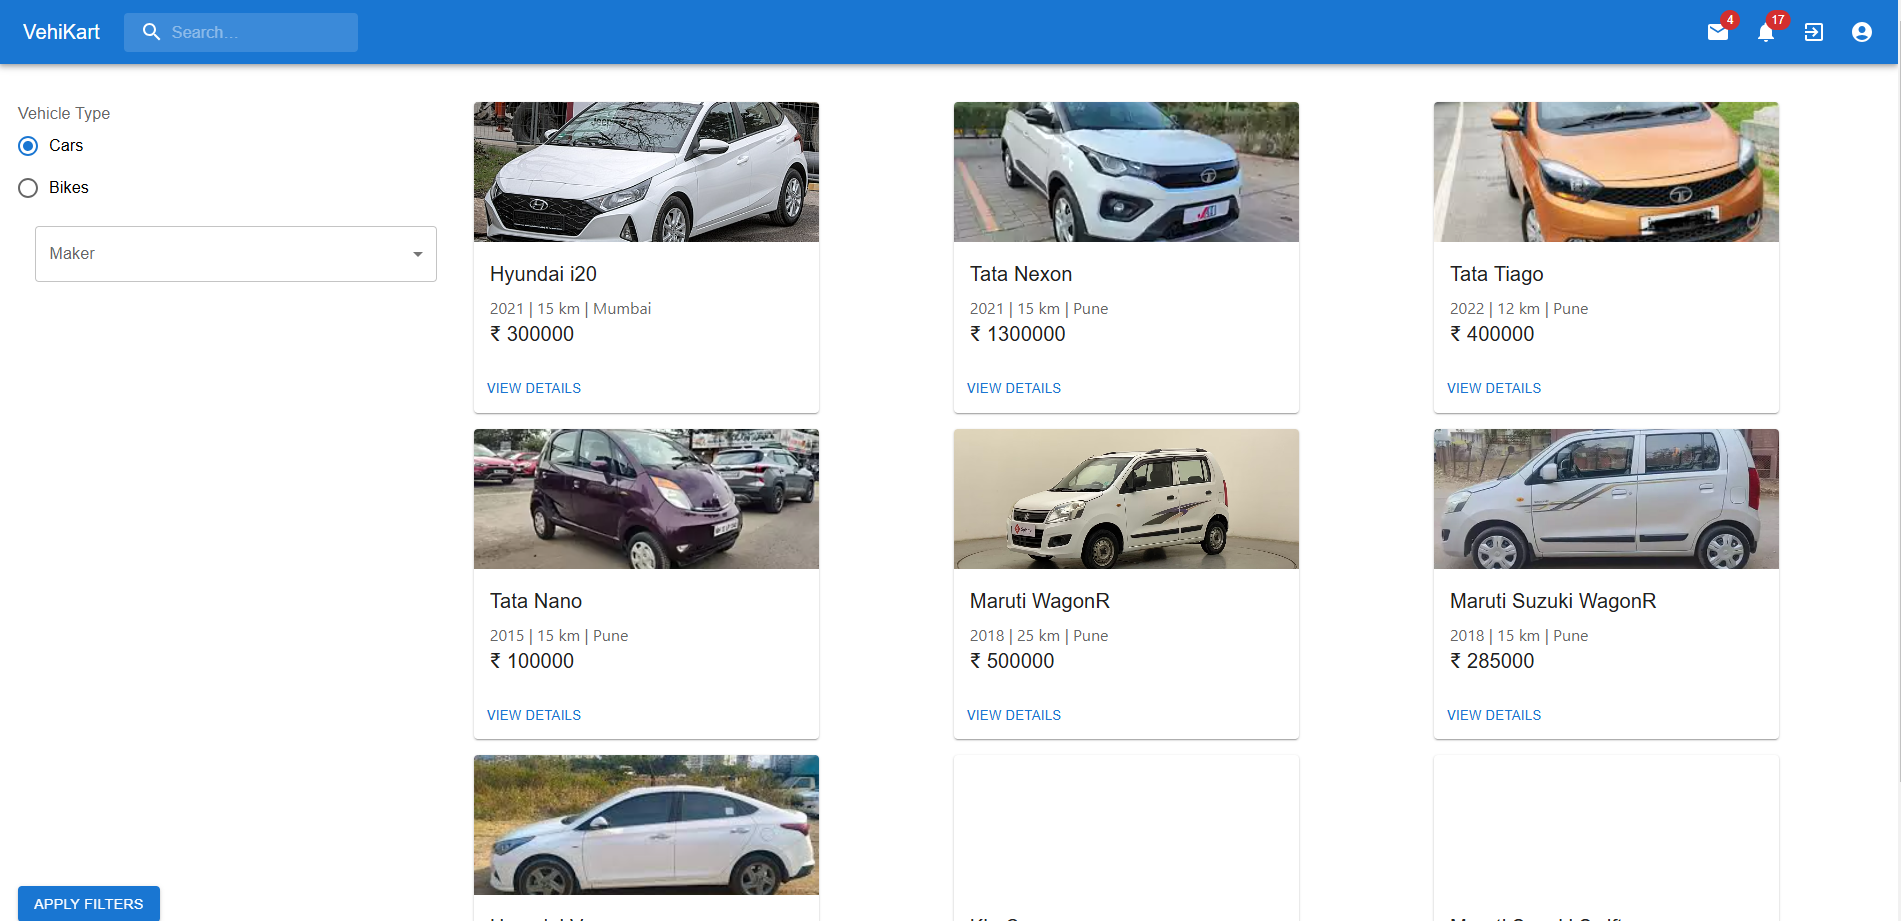 VehiKart
Search...
4
17
Vehicle Type
Cars
Bikes
Maker
APPLY FILTERS
Hyundai i20
2021 | 15 km | Mumbai
₹ 300000
VIEW DETAILS
Tata Nexon
2021 | 15 km | Pune
₹ 1300000
VIEW DETAILS
Tata Tiago
2022 | 12 km | Pune
₹ 400000
VIEW DETAILS
Tata Nano
2015 | 15 km | Pune
₹ 100000
VIEW DETAILS
Maruti WagonR
2018 | 25 km | Pune
₹ 500000
VIEW DETAILS
Maruti Suzuki WagonR
2018 | 15 km | Pune
₹ 285000
VIEW DETAILS